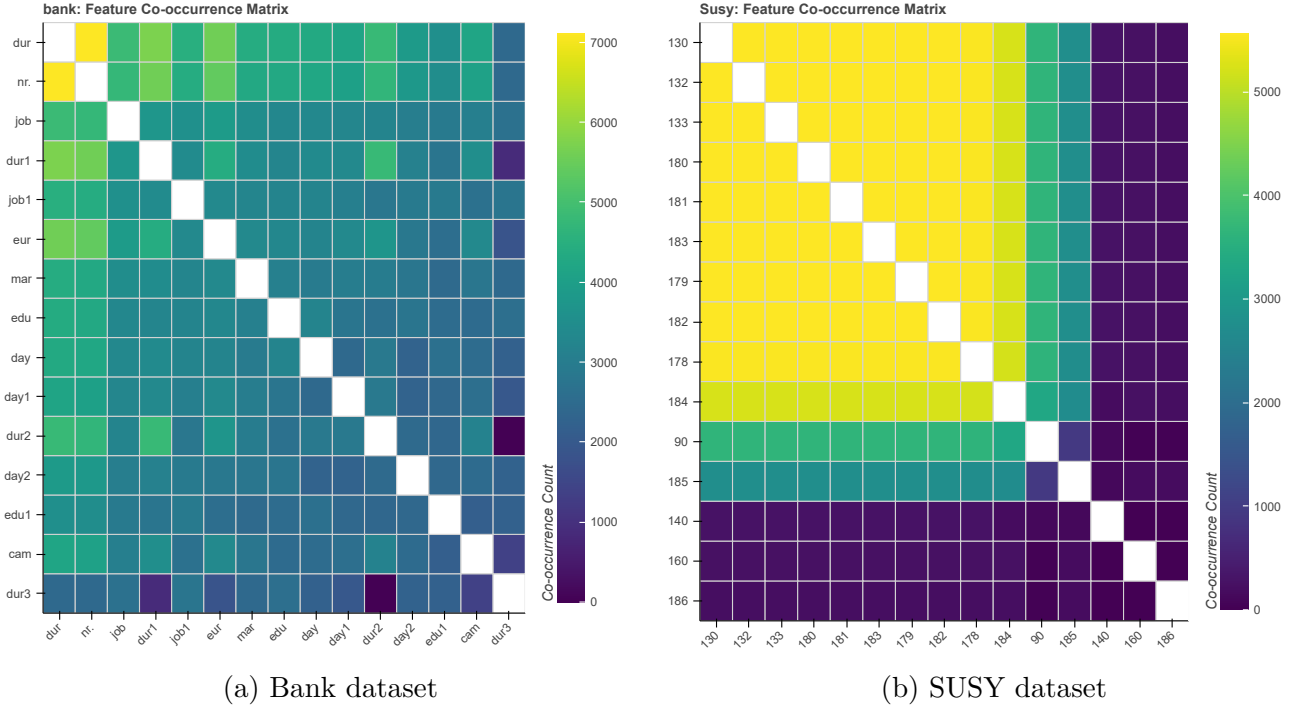 bank: Feature Co-occurrence Matrix
dur
nr.
job
dur1
job1
eur
mar
edu
day
day1
dur2
day2
edu1
cam
dur3
dur nr. job dur1 job1 eur mar edu day day1 dur2 day2 edu1 cam dur3
7000
6000
5000
4000
3000
2000
1000
0
Co-occurrence Count
(a) Bank dataset
Susy: Feature Co-occurrence Matrix
130
132
133
180
181
183
179
182
178
184
90
185
140
160
186
130 132 133 180 181 183 179 182 178 184 90 185 140 160 186
5000
4000
3000
2000
1000
0
Co-occurrence Count
(b) SUSY dataset